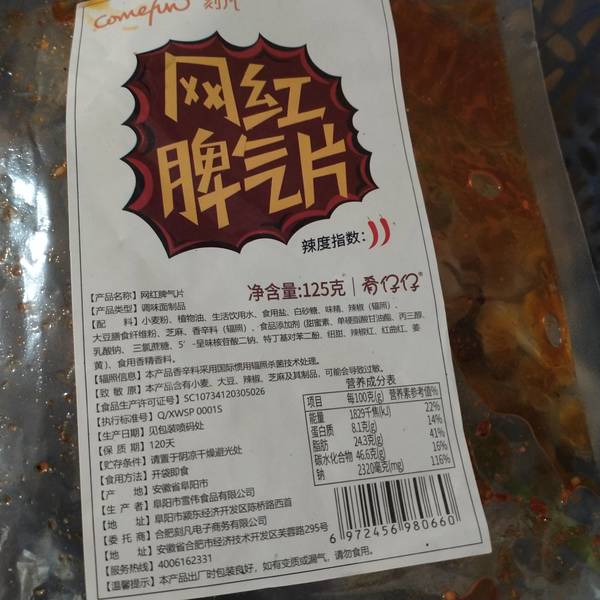 comefun 刻凡
网红
脾气片
辣度指数:
净含量:125克 | 肴仔仔®
【产品名称】网红脾气片
【产品类型】调味面制品
【配 料】小麦粉、植物油、生活饮用水、食用盐、白砂糖、味精、辣椒(辐照)、
大豆膳食纤维粉、芝麻、香辛料(辐照)、食品添加剂(甜蜜素、单硬脂酸甘油酯、丙三醇、
乳酸钠、三氯蔗糖、5'-呈味核苷酸二钠、特丁基对苯二酚、纽甜、辣椒红、红曲红、姜
黄)、食用香精香料。
【辐照信息】本产品香辛料采用国际惯用辐照杀菌技术处理。
【致 敏 原】本产品含有小麦、大豆、辣椒、芝麻及其制品，可能会导致过敏。
【食品生产许可证号】SC10734120305026
【执行标准号】Q/XWSP 0001S
【生产日期】见包装喷码处
【保 质 期】120天
【贮存条件】请置于阴凉干燥避光处
【食用方法】开袋即食
【产 地】安徽省阜阳市
【生 产 者】阜阳市雪伟食品有限公司
【地 址】阜阳市颍东经济开发区陈桥路西首
【委 托 商】合肥刻凡电子商务有限公司
【地 址】安徽省合肥市经济技术开发区芙蓉路295号
【服务热线】4006162331
【温馨提示】本产品出厂时包装良好，如有变质或漏气，请勿食用。
营养成分表
项目 每100克(g) 营养素参考值%
能量 1829千焦(kJ) 22%
蛋白质 8.1克(g) 14%
脂肪 24.3克(g) 41%
碳水化合物 46.6克(g) 16%
钠 2320毫克(mg) 116%
6 972456 980660